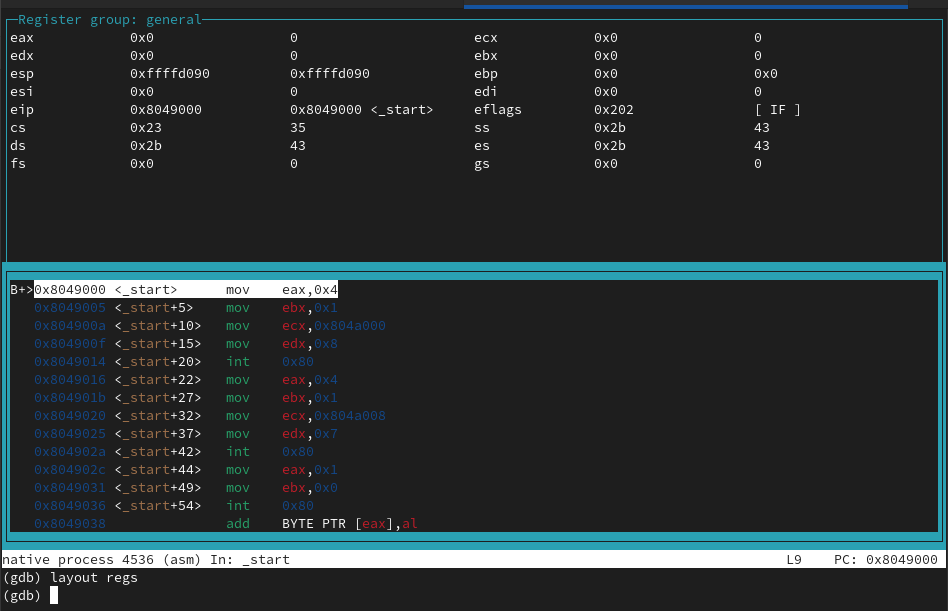 Register group: general
eax 0x0 0 ecx 0x0 0
edx 0x0 0 ebx 0x0 0
esp 0xffffd090 0xffffd090 ebp 0x0 0x0
esi 0x0 0 edi 0x0 0
eip 0x8049000 0x8049000 <_start> eflags 0x202 [ IF ]
cs 0x23 35 ss 0x2b 43
ds 0x2b 43 es 0x2b 43
fs 0x0 0 gs 0x0 0
B+>0x8049000 <_start> mov eax,0x4
0x8049005 <_start+5> mov ebx,0x1
0x804900a <_start+10> mov ecx,0x804a000
0x804900f <_start+15> mov edx,0x8
0x8049014 <_start+20> int 0x80
0x8049016 <_start+22> mov eax,0x4
0x804901b <_start+27> mov ebx,0x1
0x8049020 <_start+32> mov ecx,0x804a008
0x8049025 <_start+37> mov edx,0x7
0x804902a <_start+42> int 0x80
0x804902c <_start+44> mov eax,0x1
0x8049031 <_start+49> mov ebx,0x0
0x8049036 <_start+54> int 0x80
0x8049038 add BYTE PTR [eax],al
native process 4536 (asm) In: _start L9 PC: 0x8049000
(gdb) layout regs
(gdb)